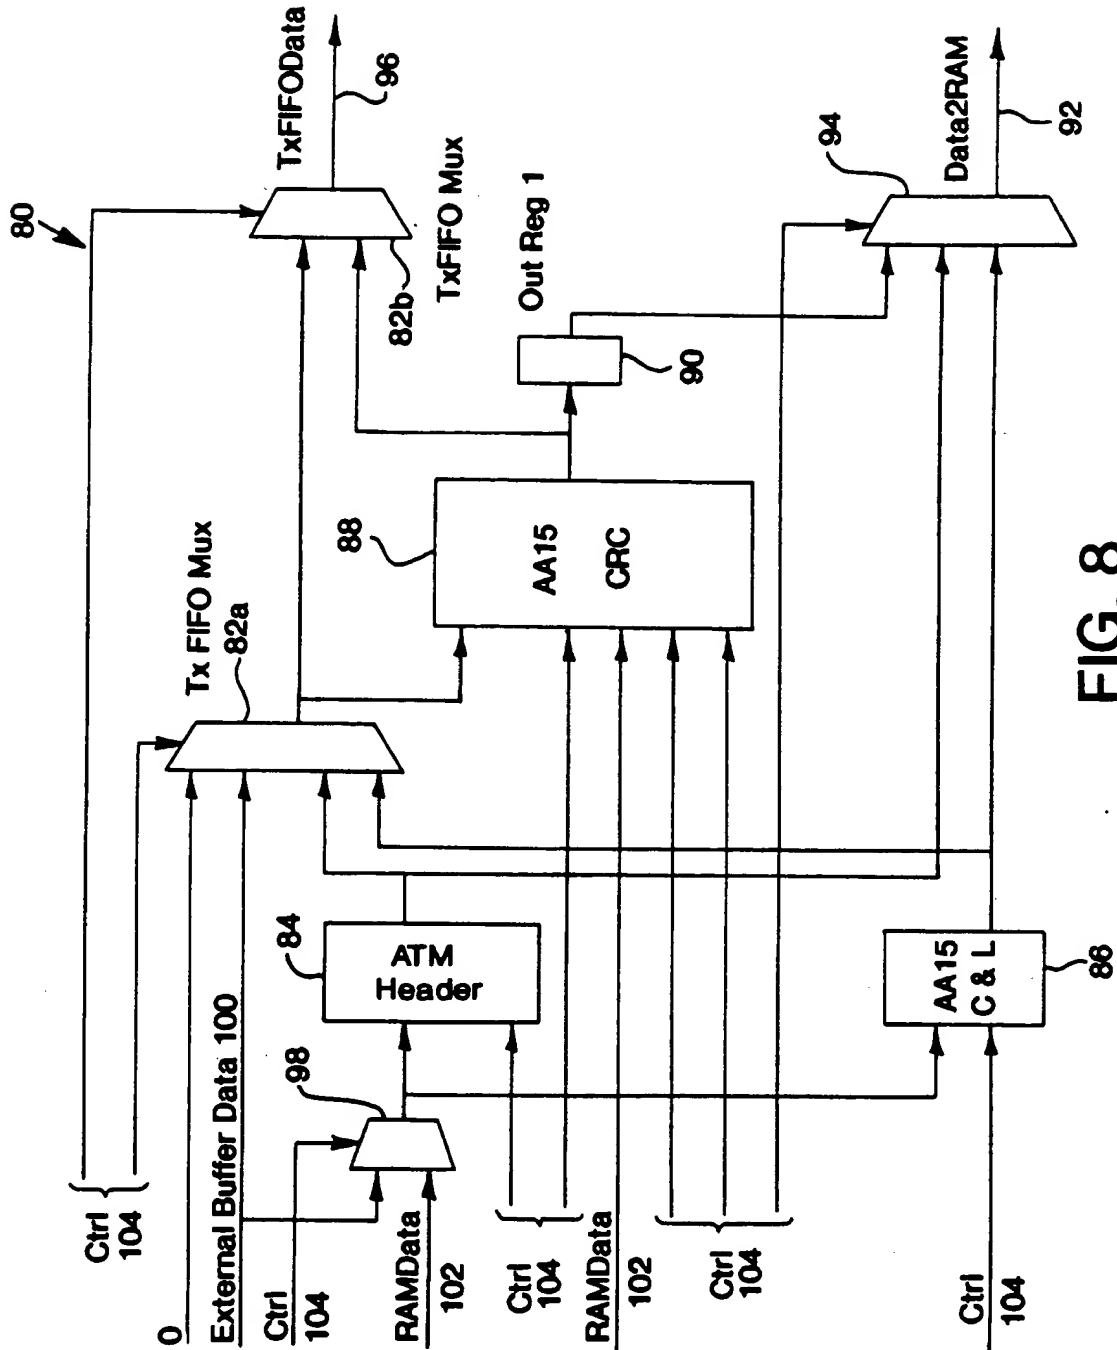 80
TxFIFOData
96
Ctrl
104
Tx FIFO Mux
82a
82b
TxFIFO Mux
0
External Buffer Data 100
Ctrl
104
98
84
ATM
Header
88
AA15
CRC
Out Reg 1
90
RAMData
102
Ctrl
104
RAMData
102
Ctrl
104
94
Data2RAM
92
Ctrl
104
AA15
C & L
86
FIG. 8